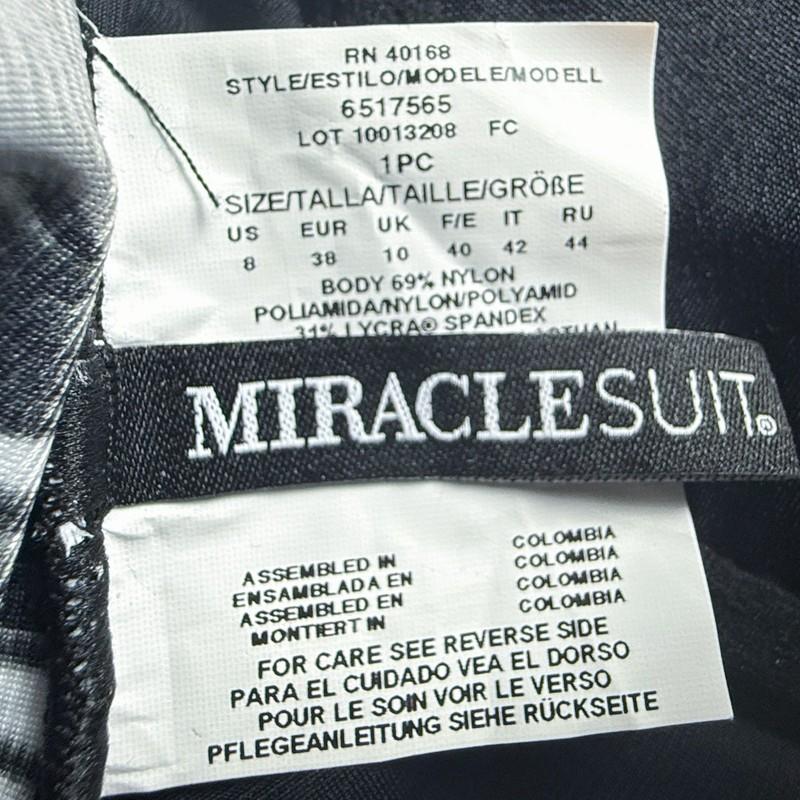 RN 40168
STYLE/ESTILO/MODELE/MODELL
6517565
LOT 10013208 FC
1PC
SIZE/TALLA/TAILLE/GRÖßE
US EUR UK F/E IT RU
8 38 10 40 42 44
BODY 69% NYLON
POLIAMIDA/NYLON/POLYAMID
31% LYCRA® SPANDEX
MIRACLESUIT®
ASSEMBLED IN COLOMBIA
ENSAMBLADA EN COLOMBIA
ASSEMBLED EN COLOMBIA
MONTIERT IN COLOMBIA
FOR CARE SEE REVERSE SIDE
PARA EL CUIDADO VEA EL DORSO
POUR LE SOIN VOIR LE VERSO
PFLEGEANLEITUNG SIEHE RÜCKSEITE